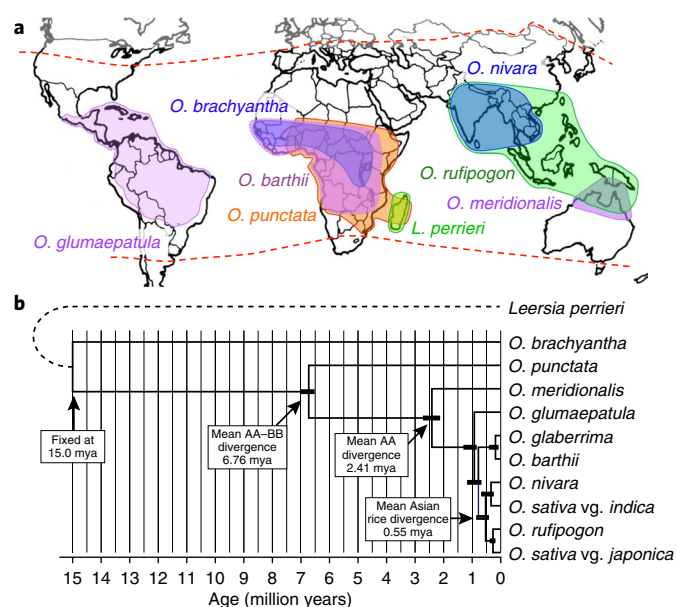 a
O. nivara
O. brachyantha
O. barthii
O. rufipogon
O. punctata
O. meridionalis
L. perrieri
O. glumaepatula
b
Leersia perrieri
O. brachyantha
O. punctata
O. meridionalis
O. glumaepatula
O. glaberrima
O. barthii
O. nivara
O. sativa vg. indica
O. rufipogon
O. sativa vg. japonica
Fixed at
15.0 mya
Mean AA–BB
divergence
6.76 mya
Mean AA
divergence
2.41 mya
Mean Asian
rice divergence
0.55 mya
15 14 13 12 11 10 9 8 7 6 5 4 3 2 1 0
Age (million years)